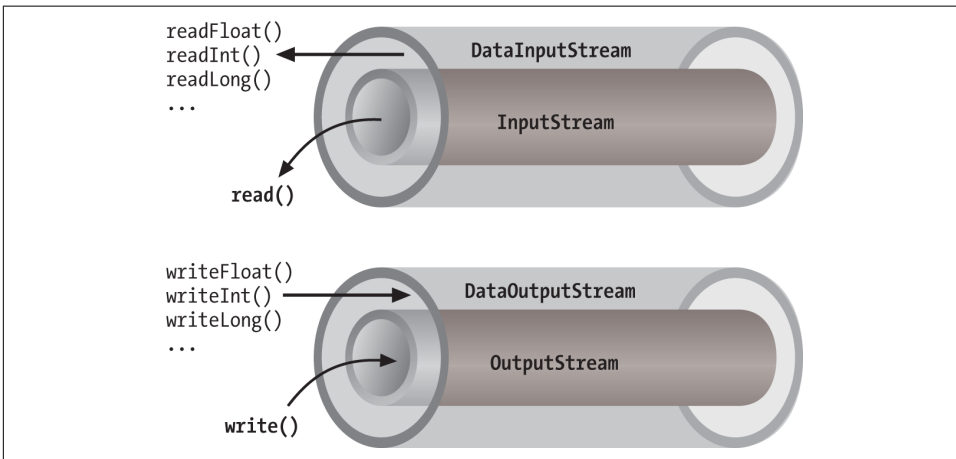 readFloat()
readInt()
readLong()
...
DataInputStream
InputStream
read()
writeFloat()
writeInt()
writeLong()
...
DataOutputStream
OutputStream
write()